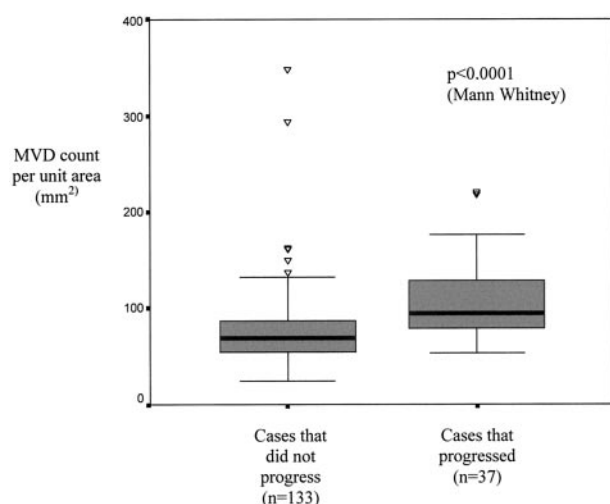 400
p<0.0001
(Mann Whitney)
300
MVD count
per unit area
(mm²)
200
100
0
Cases that
did not
progress
(n=133)
Cases that
progressed
(n=37)